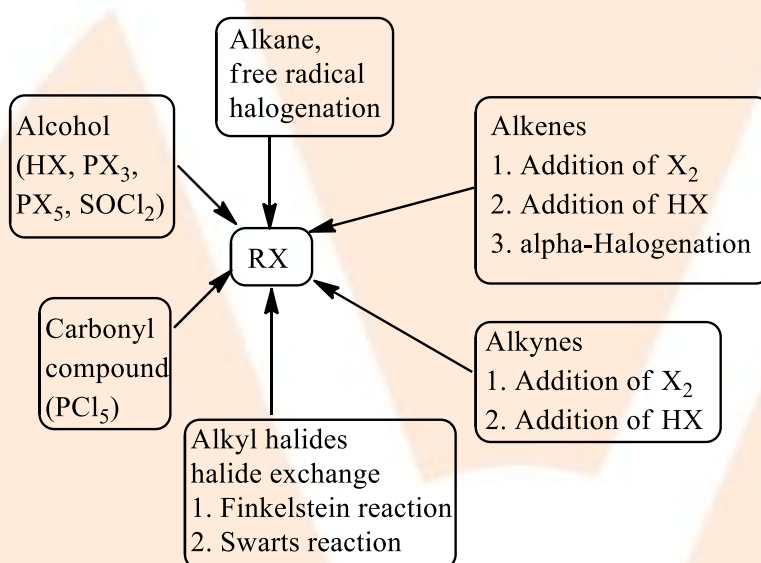 Alkane,
free radical
halogenation
Alcohol
(HX, PX₃,
PX₅, SOCl₂)
Alkenes
1. Addition of X₂
2. Addition of HX
3. alpha-Halogenation
RX
Carbonyl
compound
(PCl₅)
Alkynes
1. Addition of X₂
2. Addition of HX
Alkyl halides
halide exchange
1. Finkelstein reaction
2. Swarts reaction